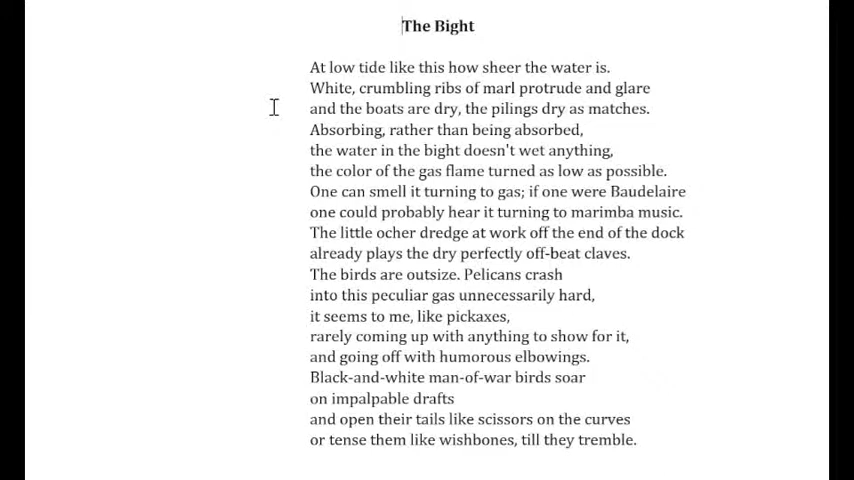 The Bight
At low tide like this how sheer the water is.
White, crumbling ribs of marl protrude and glare
and the boats are dry, the pilings dry as matches.
Absorbing, rather than being absorbed,
the water in the bight doesn't wet anything,
the color of the gas flame turned as low as possible.
One can smell it turning to gas; if one were Baudelaire
one could probably hear it turning to marimba music.
The little ocher dredge at work off the end of the dock
already plays the dry perfectly off-beat claves.
The birds are outsize. Pelicans crash
into this peculiar gas unnecessarily hard,
it seems to me, like pickaxes,
rarely coming up with anything to show for it,
and going off with humorous elbowings.
Black-and-white man-of-war birds soar
on impalpable drafts
and open their tails like scissors on the curves
or tense them like wishbones, till they tremble.